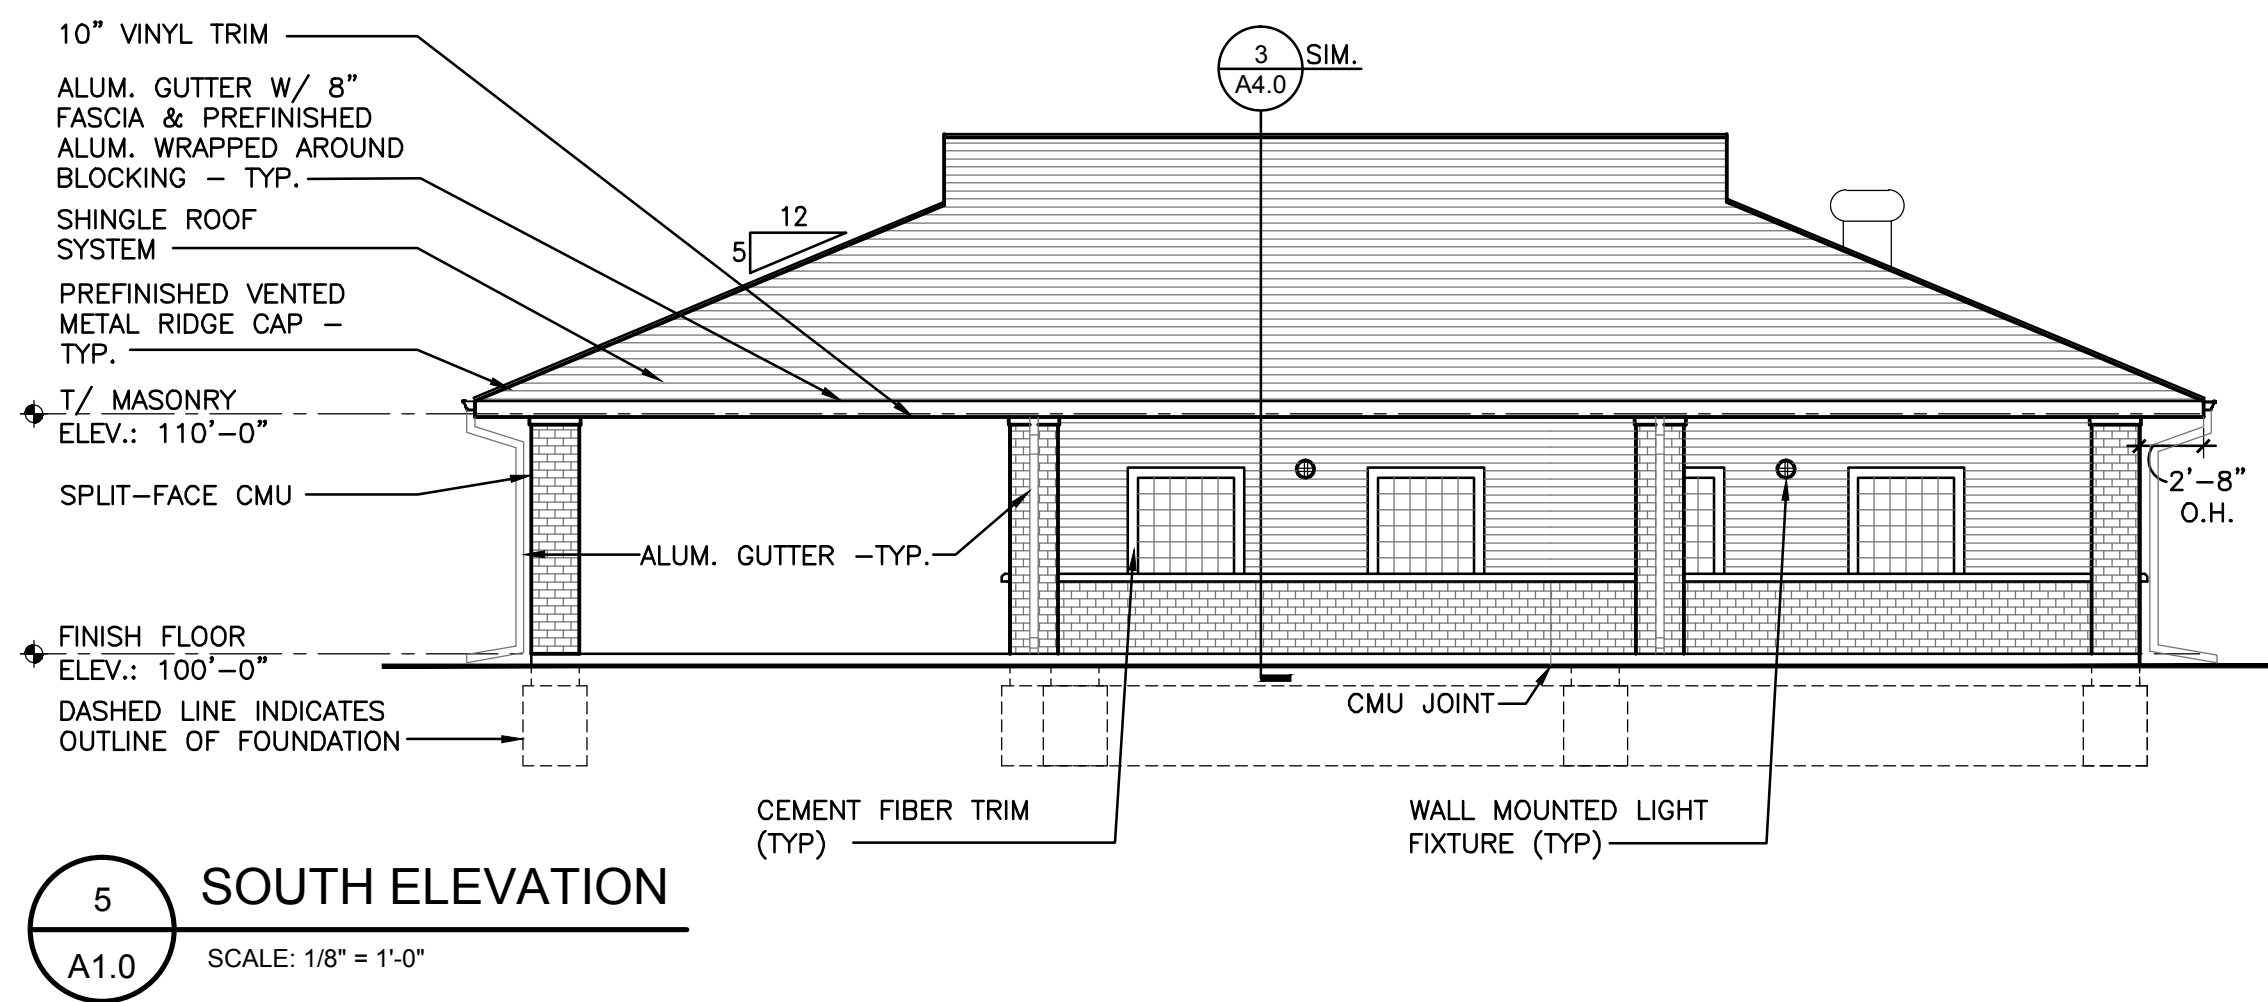 10” VINYL TRIM
ALUM. GUTTER W/ 8”
FASCIA & PREFINISHED
ALUM. WRAPPED AROUND
BLOCKING – TYP.
SHINGLE ROOF
SYSTEM
PREFINISHED VENTED
METAL RIDGE CAP –
TYP.
T/ MASONRY
ELEV.: 110’–0”
SPLIT–FACE CMU
FINISH FLOOR
ELEV.: 100’–0”
DASHED LINE INDICATES
OUTLINE OF FOUNDATION
12
5
3
A4.0
SIM.
ALUM. GUTTER –TYP.
2’–8”
O.H.
CMU JOINT
CEMENT FIBER TRIM
(TYP)
WALL MOUNTED LIGHT
FIXTURE (TYP)
5
A1.0
SOUTH ELEVATION
SCALE: 1/8" = 1'-0"